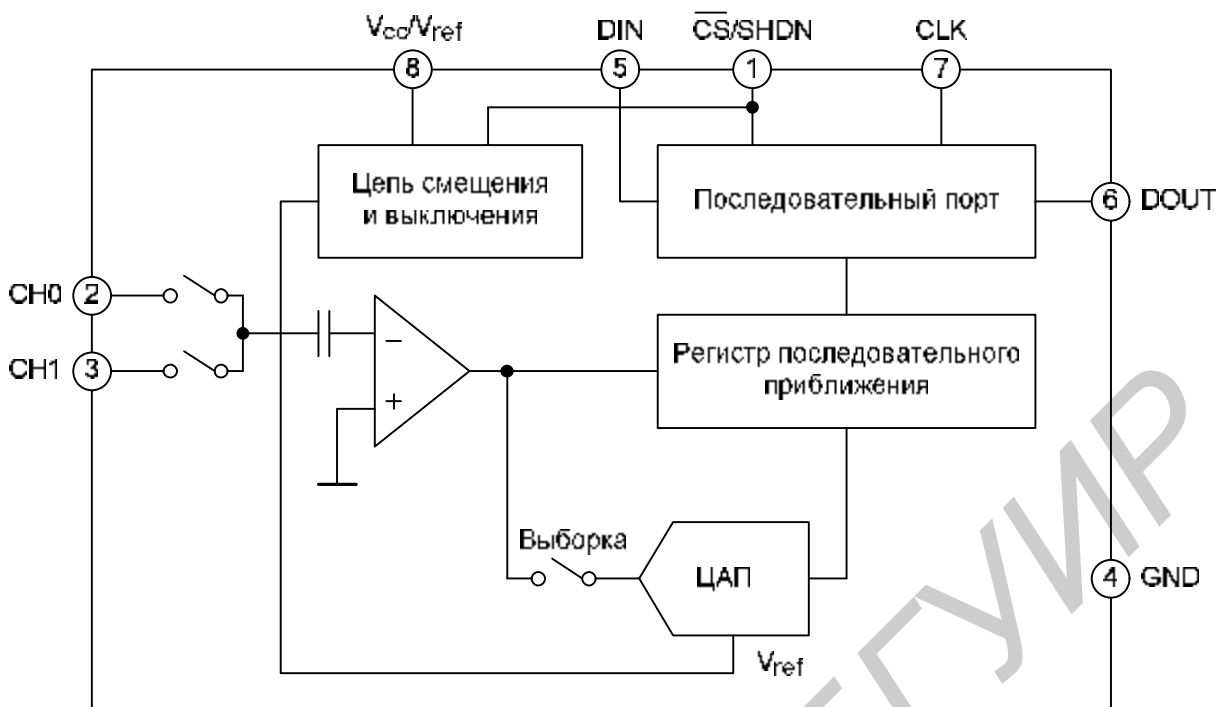 Vcc/Vref
DIN
CS/SHDN
CLK
8
5
1
7
Цепь смещения
и выключения
Последовательный порт
6 DOUT
CH0 2
CH1 3
−
+
Регистр последовательного
приближения
Выборка
ЦАП
4 GND
Vref
ГУИР